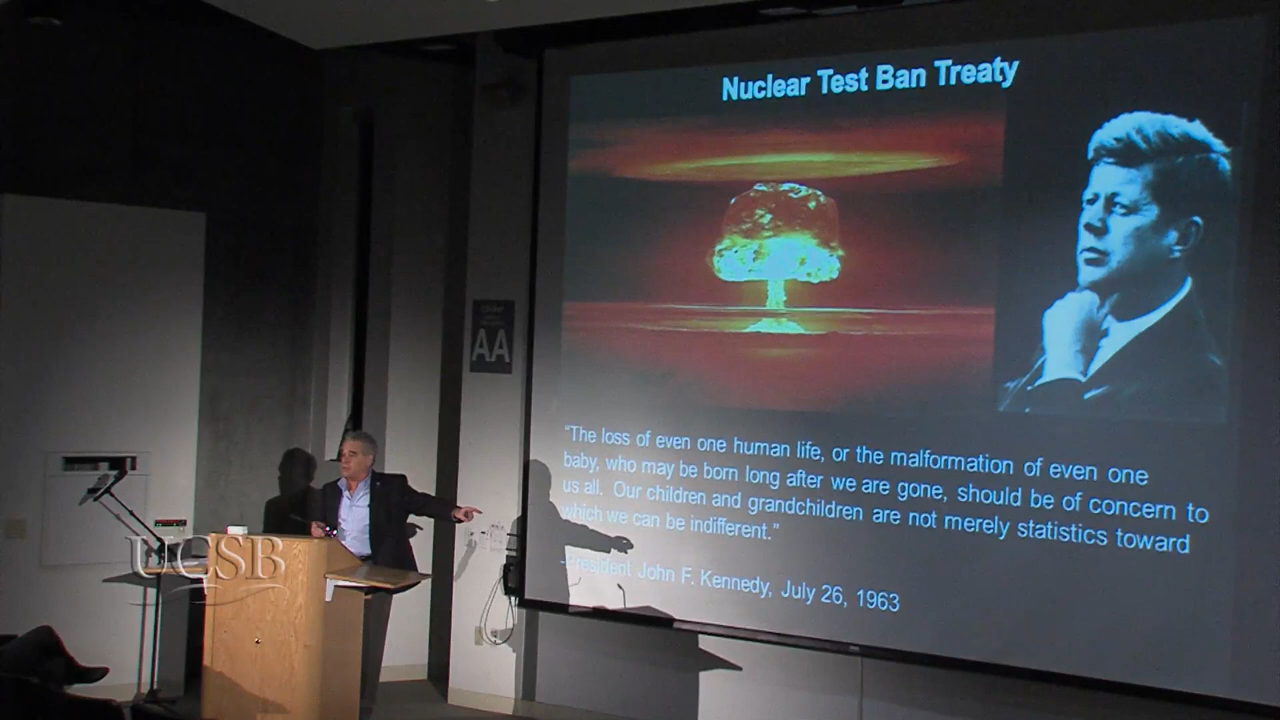 Nuclear Test Ban Treaty
AA
“The loss of even one human life, or the malformation of even one
baby, who may be born long after we are gone, should be of concern to
us all. Our children and grandchildren are not merely statistics toward
which we can be indifferent.”
-President John F. Kennedy, July 26, 1963
UCSB